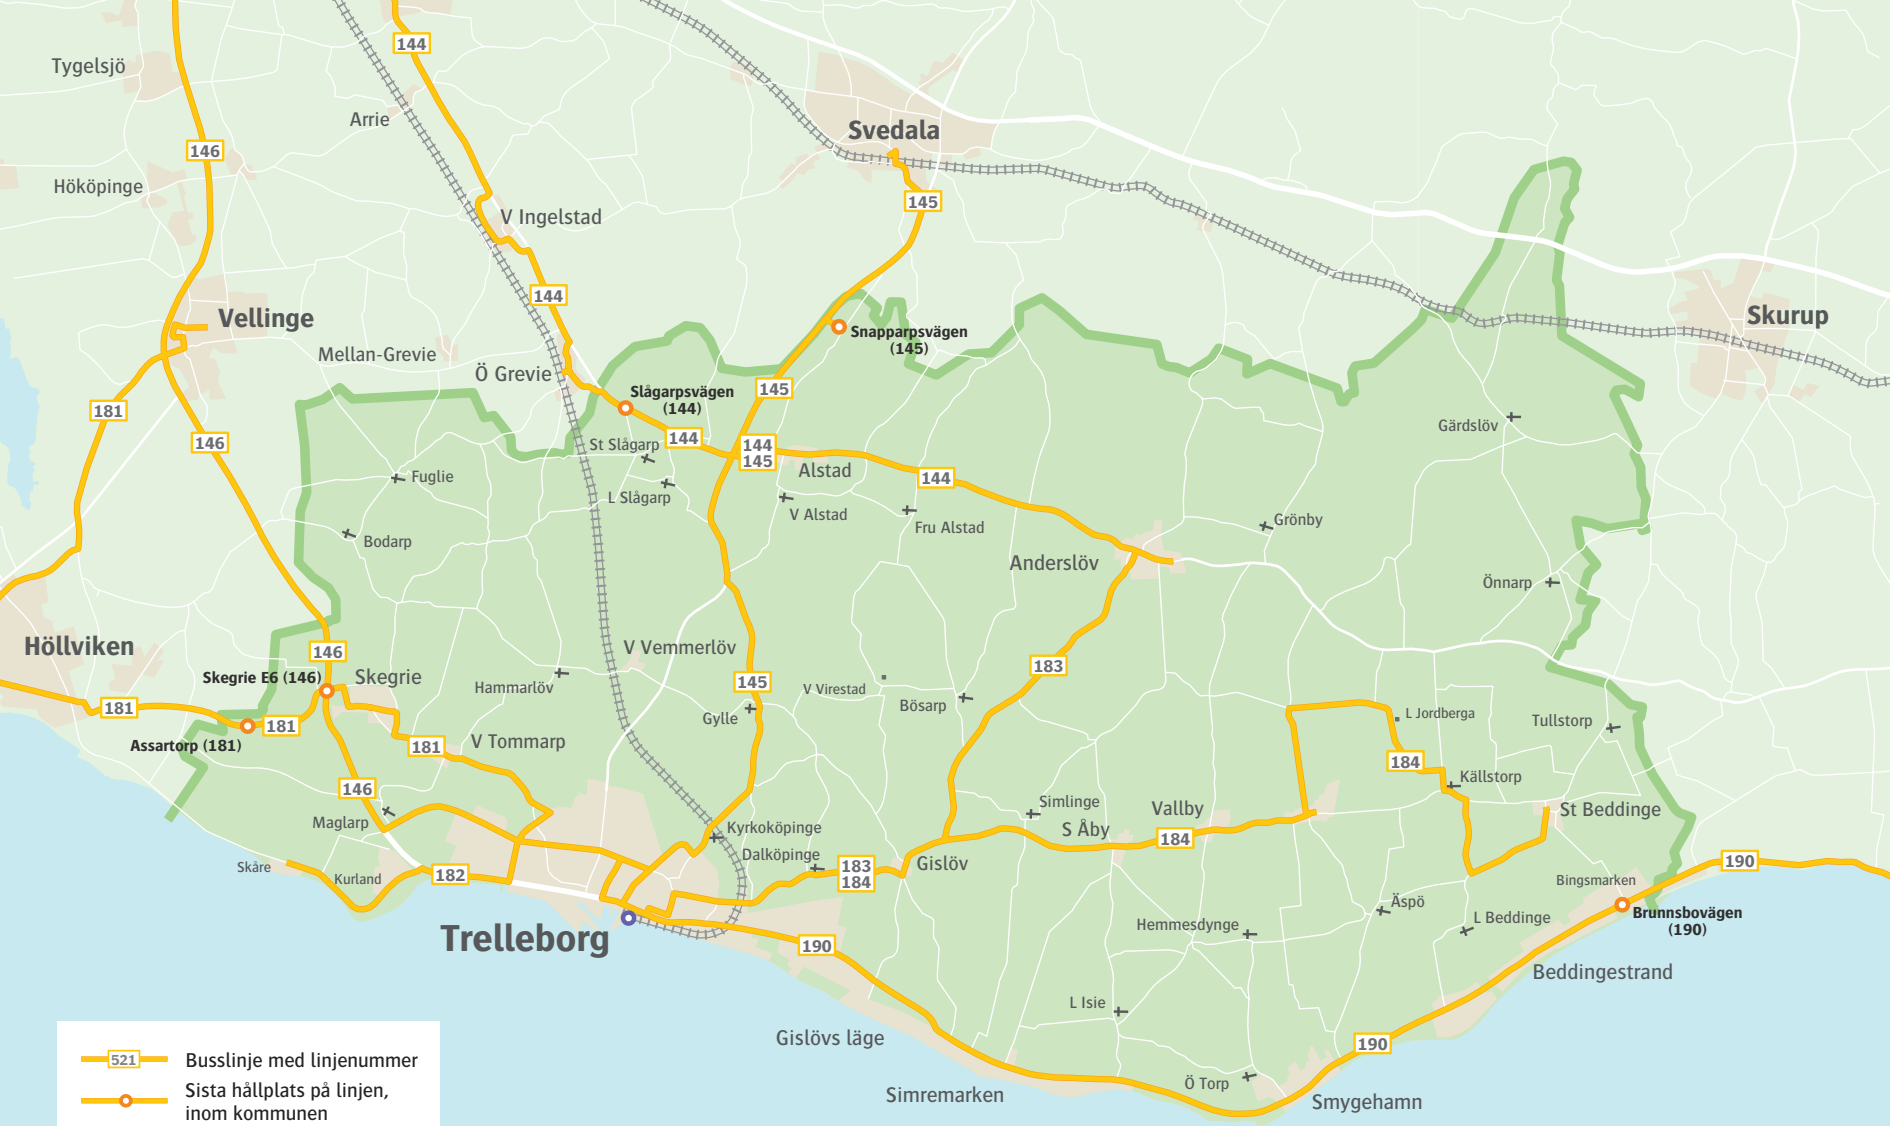 144
Tygelsjö
Arrie
Svedala
146
Hököpinge
145
V Ingelstad
144
Vellinge
Skurup
Snapparpsvägen
(145)
Mellan-Grevie
Ö Grevie
145
Slågarpsvägen
(144)
181
146
144
144
145
Gärdslöv
St Slågarp
Alstad
Fuglie
144
L Slågarp
V Alstad
Fru Alstad
Grönby
Bodarp
Anderslöv
Önnarp
Höllviken
146
V Vemmerlöv
183
Skegrie E6 (146)
Skegrie
Hammarlöv
145
V Virestad
Bösarp
181
181
Gylle
L Jordberga
Tullstorp
Assartorp (181)
181
V Tommarp
184
Källstorp
146
Simlinge
Vallby
St Beddinge
Maglarp
Kyrkoköpinge
S Åby
184
Dalköpinge
183
184
Gislöv
190
Skåre
Kurland
182
Bingsmarken
Äspö
L Beddinge
Brunnsbovägen
(190)
Hemmesdynge
Trelleborg
190
Beddingestrand
L Isie
Gislövs läge
190
Ö Torp
Simremarken
Smygehamn
521
Busslinje med linjenummer
Sista hållplats på linjen,
inom kommunen